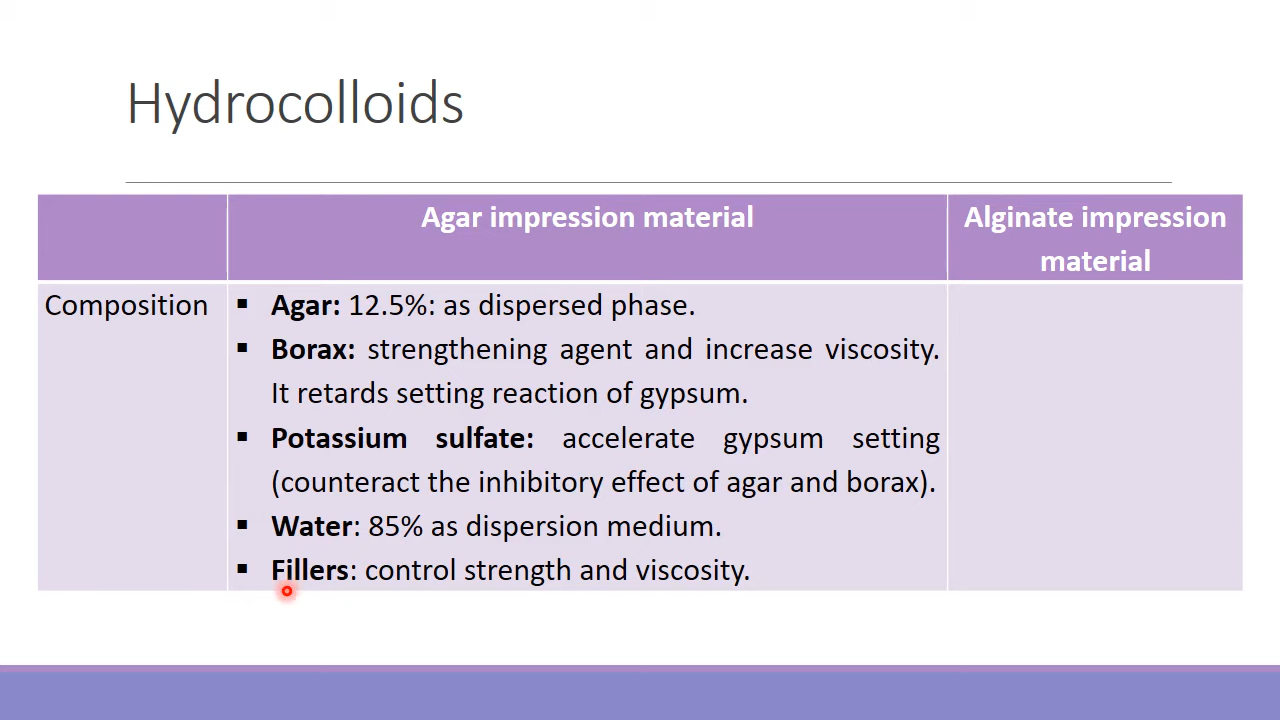 Hydrocolloids
Agar impression material
Alginate impression
material
Composition
▪ Agar: 12.5%: as dispersed phase.
▪ Borax: strengthening agent and increase viscosity.
It retards setting reaction of gypsum.
▪ Potassium sulfate: accelerate gypsum setting
(counteract the inhibitory effect of agar and borax).
▪ Water: 85% as dispersion medium.
▪ Fillers: control strength and viscosity.